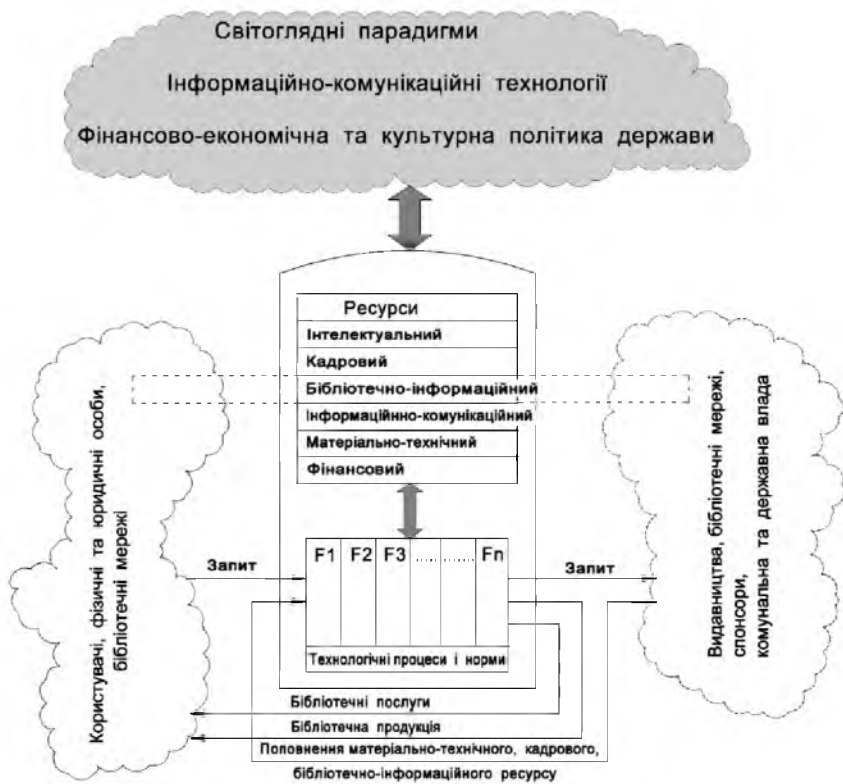 Світоглядні парадигми
Інформаційно-комунікаційні технології
Фінансово-економічна та культурна політика держави
Ресурси
Інтелектуальний
Кадровий
Бібліотечно-інформаційний
Інформаційнно-комунікаційний
Матеріально-технічний
Фінансовий
Користувачі, фізичні та юридичні особи,
бібліотечні мережі
Видавництва, бібліотечні мережі,
спонсори,
комунальна та державна влада
F1 F2 F3 ............... Fn
Запит
Запит
Технологічні процеси і норми
Бібліотечні послуги
Бібліотечна продукція
Поповнення матеріально-технічного, кадрового,
бібліотечно-інформаційного ресурсу